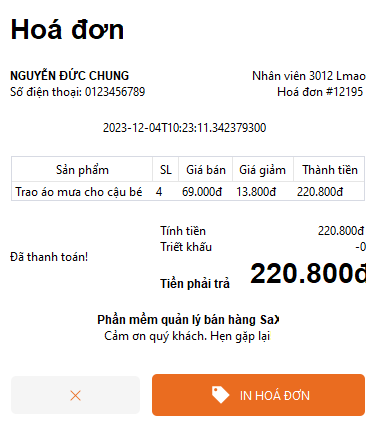 Hoá đơn
NGUYỄN ĐỨC CHUNG Nhân viên 3012 Lmao
Số điện thoại: 0123456789 Hoá đơn #12195
2023-12-04T10:23:11.342379300
Sản phẩm SL Giá bán Giá giảm Thành tiền
Trao áo mưa cho cậu bé 4 69.000đ 13.800đ 220.800đ
Tính tiền 220.800đ
Triết khấu -0
Đã thanh toán!
Tiền phải trả 220.800đ
Phần mềm quản lý bán hàng SaX
Cảm ơn quý khách. Hẹn gặp lại
IN HOÁ ĐƠN